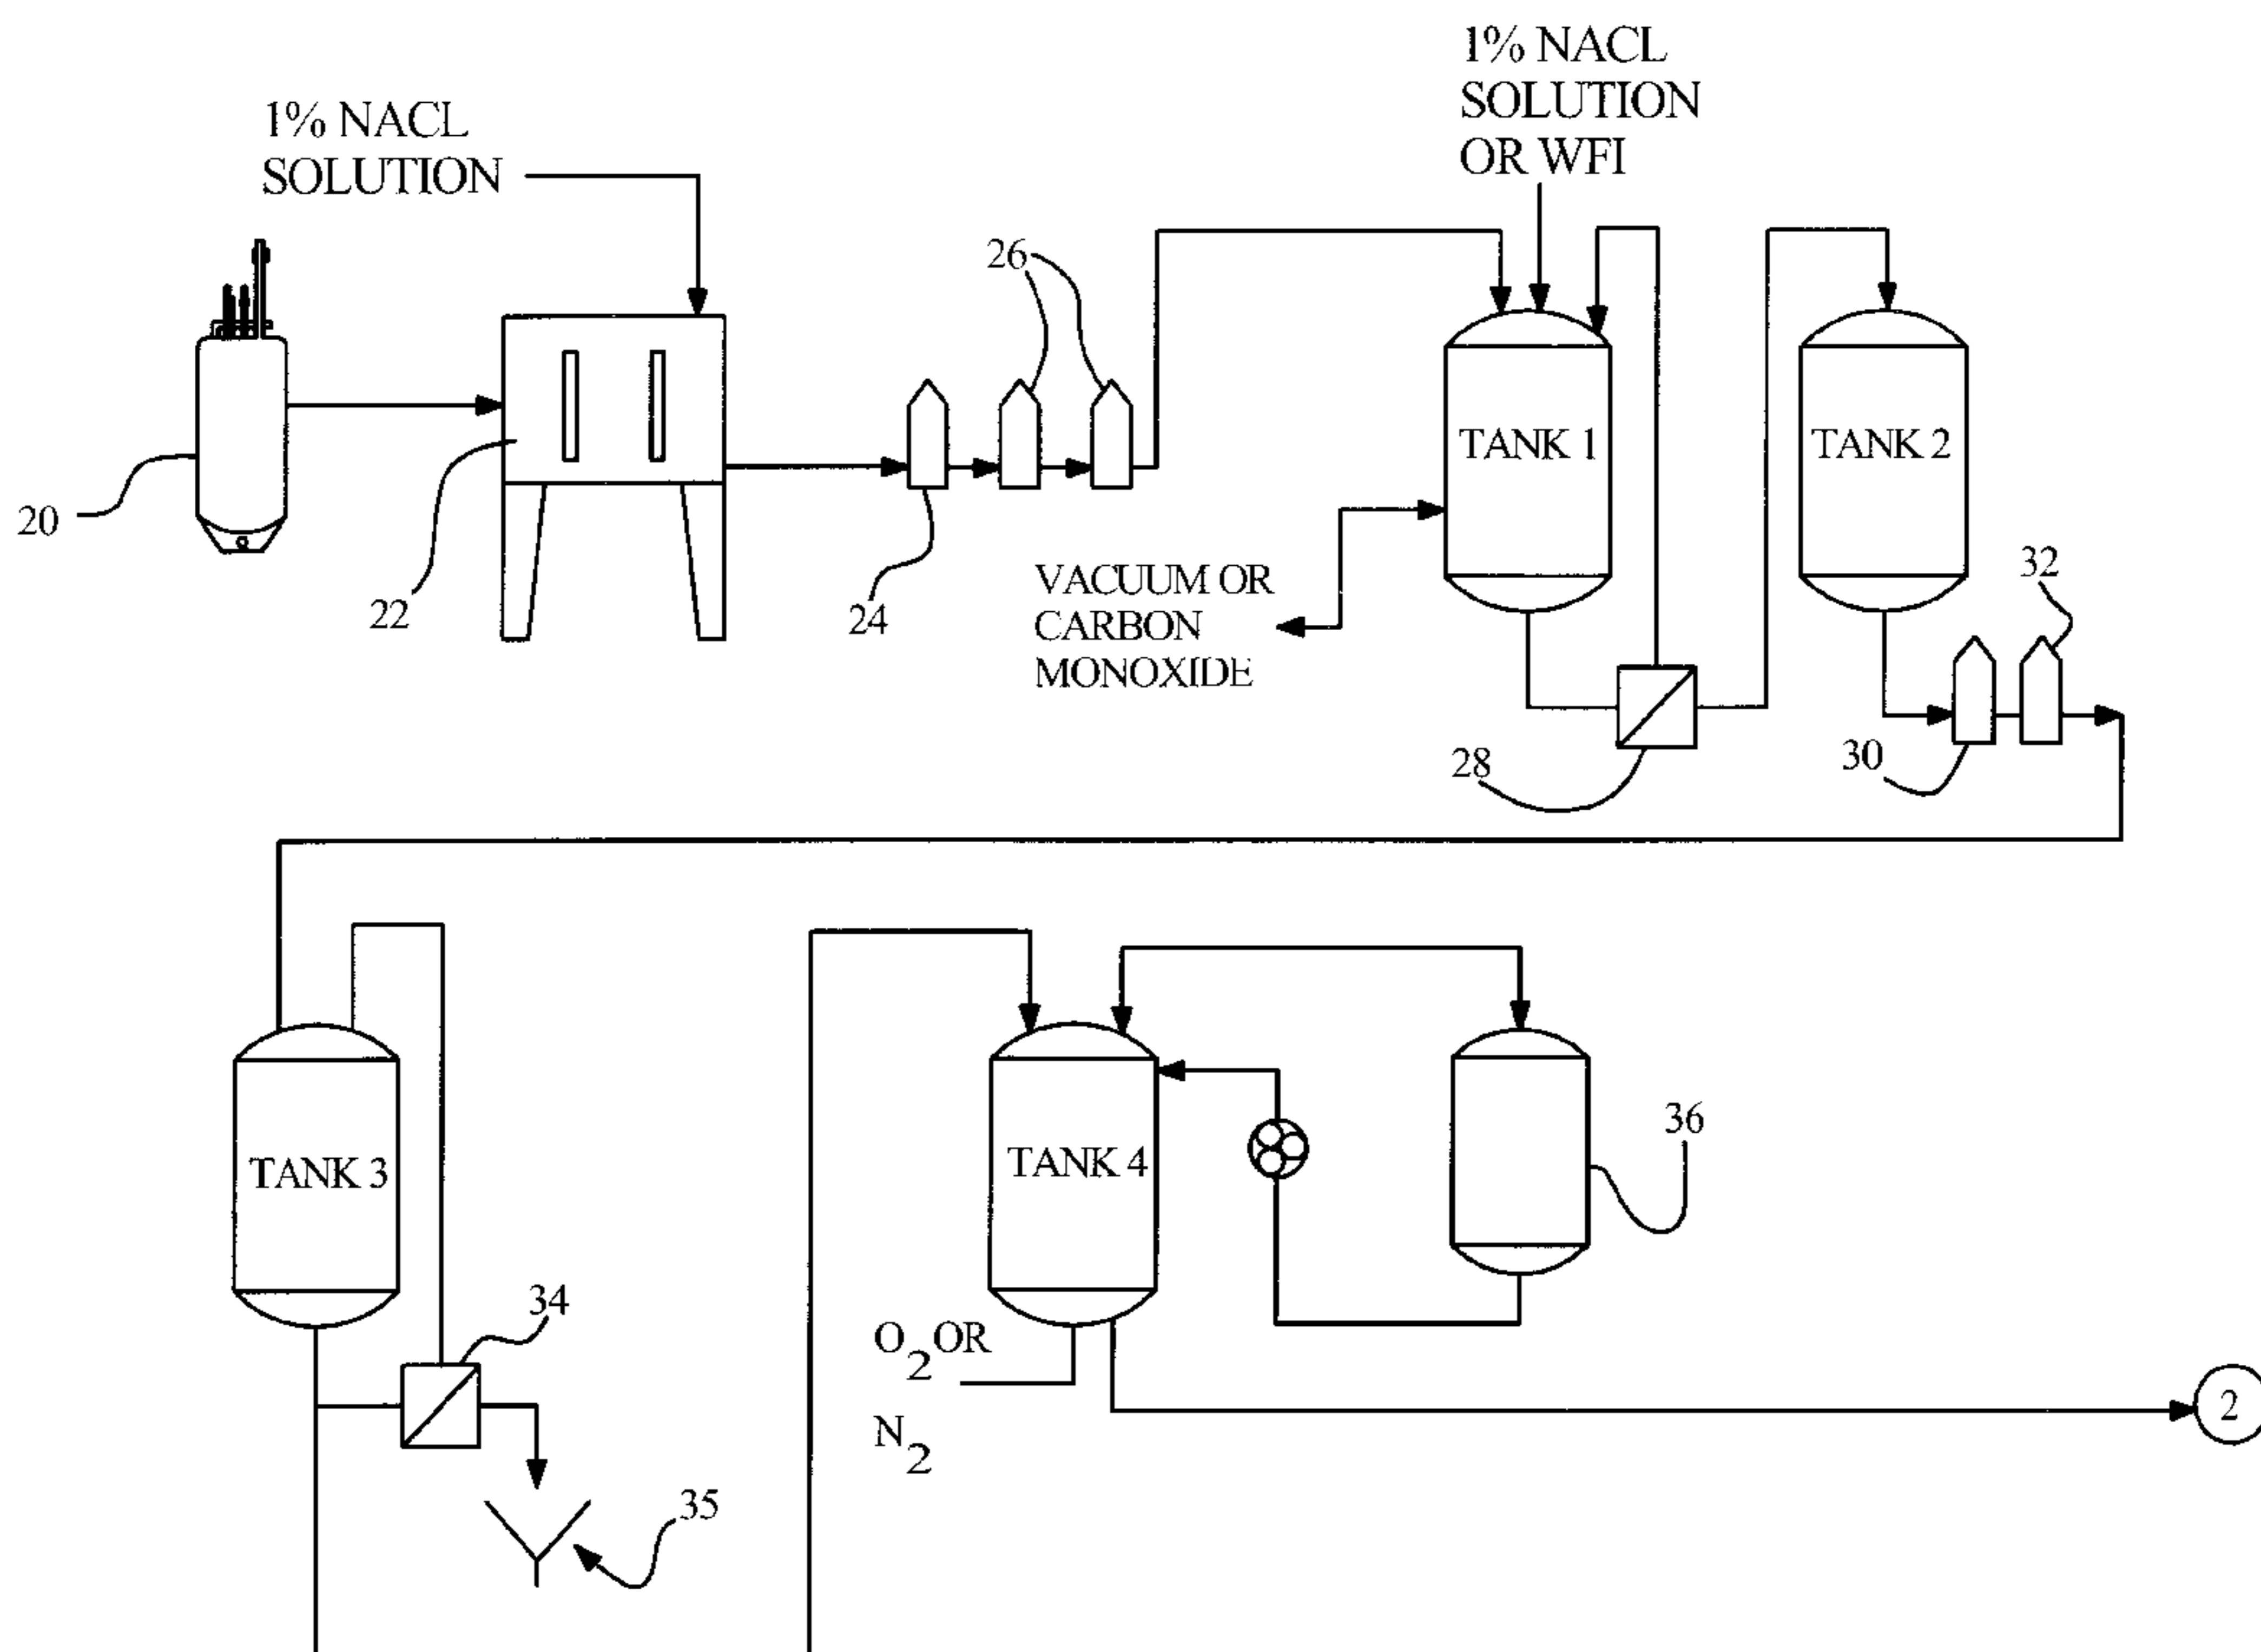 1% NACL
SOLUTION
1% NACL
SOLUTION
OR WFI
26
TANK 1
TANK 2
20
22
24
VACUUM OR
CARBON
MONOXIDE
32
28
30
TANK 3
TANK 4
36
34
O2 OR
N2
2
35